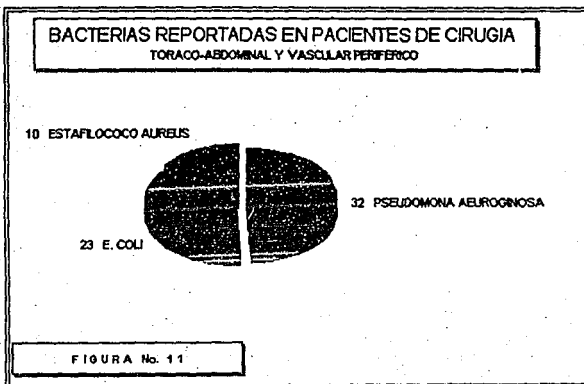 BACTERIAS REPORTADAS EN PACIENTES DE CIRUGIA
TORACO-ABDOMINAL Y VASCULAR PERIFERICO
10 ESTAFILOCOCO AUREUS
32 PSEUDOMONA AEUROGINOSA
23 E. COLI
FIGURA No. 11